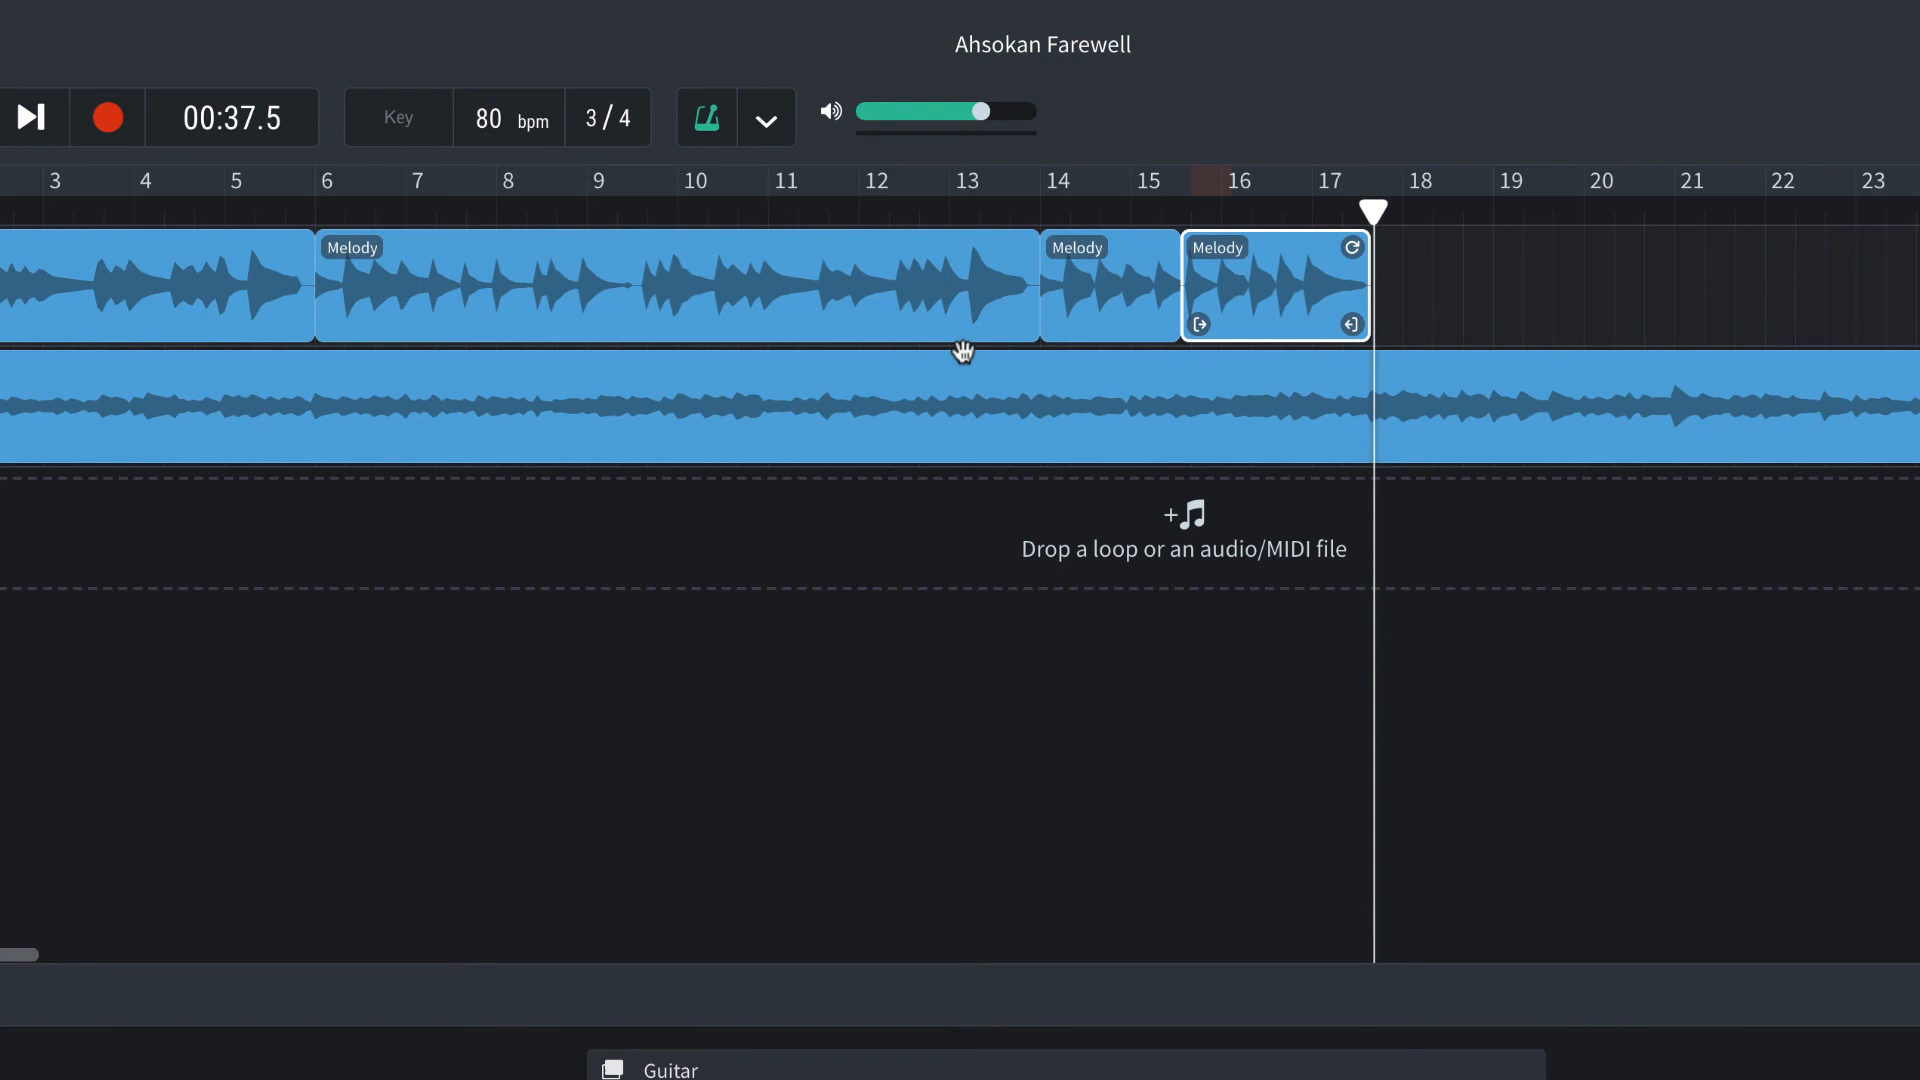 Ahsokan Farewell
00:37.5 Key 80 bpm 3 / 4
3 4 5 6 7 8 9 10 11 12 13 14 15 16 17 18 19 20 21 22 23
Melody Melody Melody
Drop a loop or an audio/MIDI file
Guitar